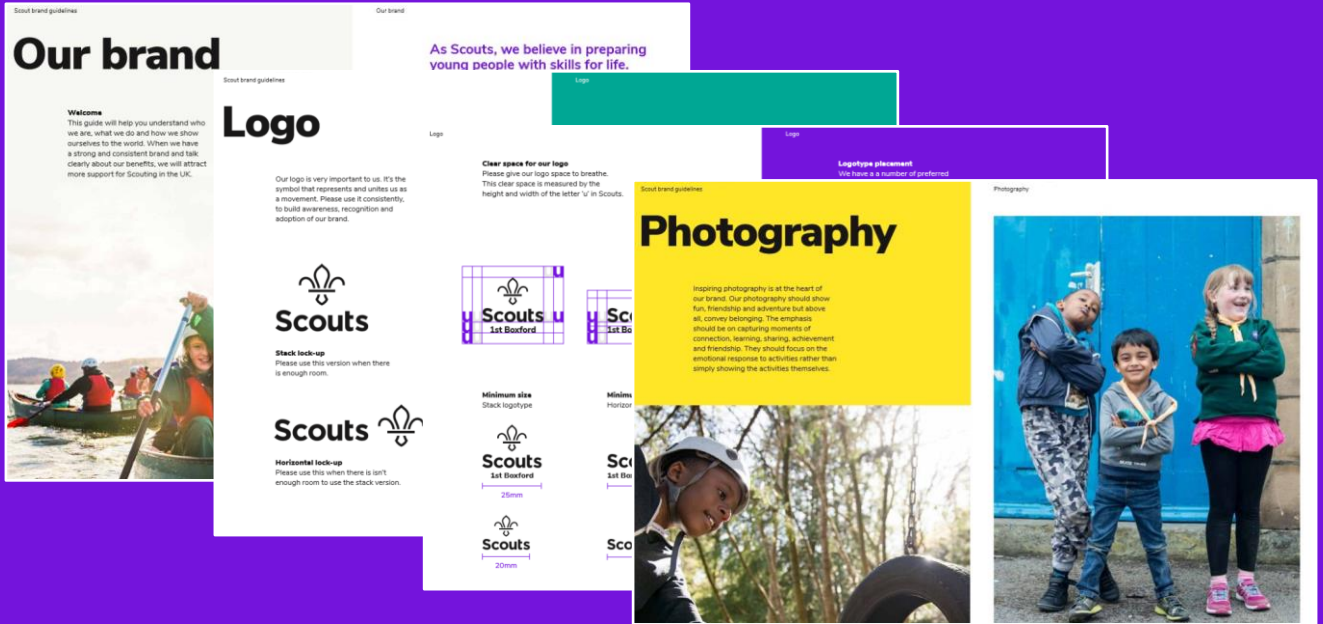 Scout brand guidelines
Our brand
Welcome
This guide will help you understand who
we are, what we do and how we show
ourselves to the world. When we have
a strong and consistent brand and talk
clearly about our benefits, we will attract
more support for Scouting in the UK.
Our brand
As Scouts, we believe in preparing
young people with skills for life.
Scout brand guidelines
Logo
Our logo is very important to us. It's the
symbol that represents and unites us as
a movement. Please use it consistently,
to build awareness, recognition and
adoption of our brand.
Scouts
Stack lock-up
Please use this version when there
is enough room.
Scouts
Horizontal lock-up
Please use this when there is isn't
enough room to use the stack version.
Logo
Logo
Clear space for our logo
Please give our logo space to breathe.
This clear space is measured by the
height and width of the letter 'u' in Scouts.
u
Scouts
1st Boxford
u
u
u
u
Sc
1st Bo
u
u
Minimum size
Stack logotype
Scouts
1st Boxford
25mm
Scouts
20mm
Minim
Horizor
Sc
Sco
Logo
Logotype placement
We have a a number of preferred
Scout brand guidelines
Photography
Inspiring photography is at the heart of
our brand. Our photography should show
fun, friendship and adventure but above
all, convey belonging. The emphasis
should be on capturing moments of
connection, learning, sharing, achievement
and friendship. They should focus on the
emotional response to activities rather than
simply showing the activities themselves.
Photography